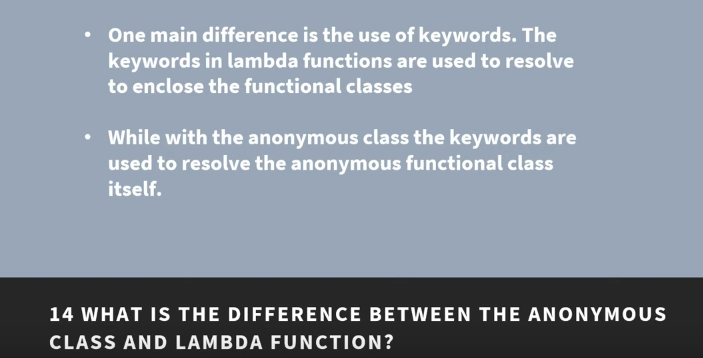 • One main difference is the use of keywords. The
keywords in lambda functions are used to resolve
to enclose the functional classes
• While with the anonymous class the keywords are
used to resolve the anonymous functional class
itself.
14 WHAT IS THE DIFFERENCE BETWEEN THE ANONYMOUS
CLASS AND LAMBDA FUNCTION?